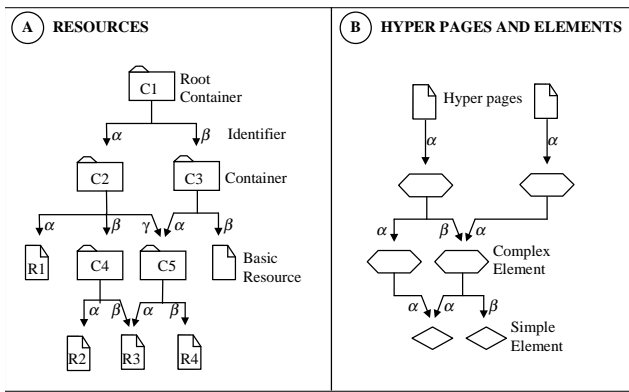 A RESOURCES
C1
Root
Container
α β Identifier
C2 C3 Container
α β γ α β
R1 C4 C5 Basic
Resource
α β α β
R2 R3 R4
B HYPER PAGES AND ELEMENTS
Hyper pages
α α
α β α
Complex
Element
α α β
Simple
Element